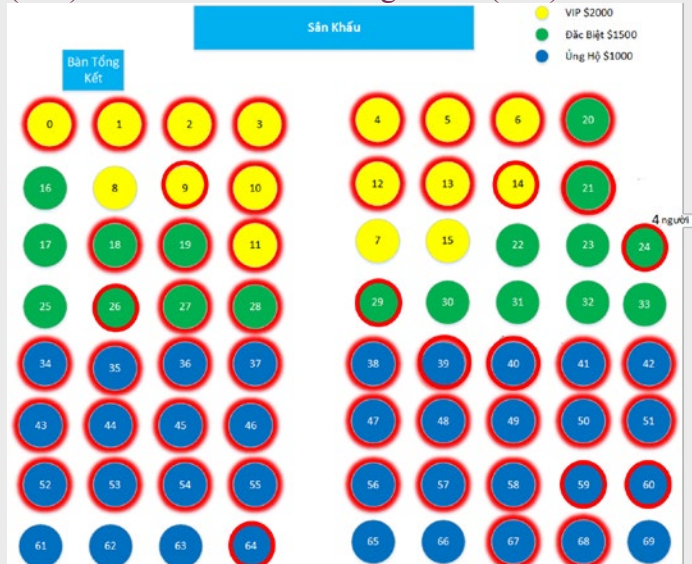 Sân Khấu
VIP $2000
Đăc Biệt $1500
Ủng Hộ $1000
Bàn Tổng
Kết
0 1 2 3 4 5 6 20
16 8 9 10 12 13 14 21
4 người
17 18 19 11 7 15 22 23 24
25 26 27 28 29 30 31 32 33
34 35 36 37 38 39 40 41 42
43 44 45 46 47 48 49 50 51
52 53 54 55 56 57 58 59 60
61 62 63 64 65 66 67 68 69